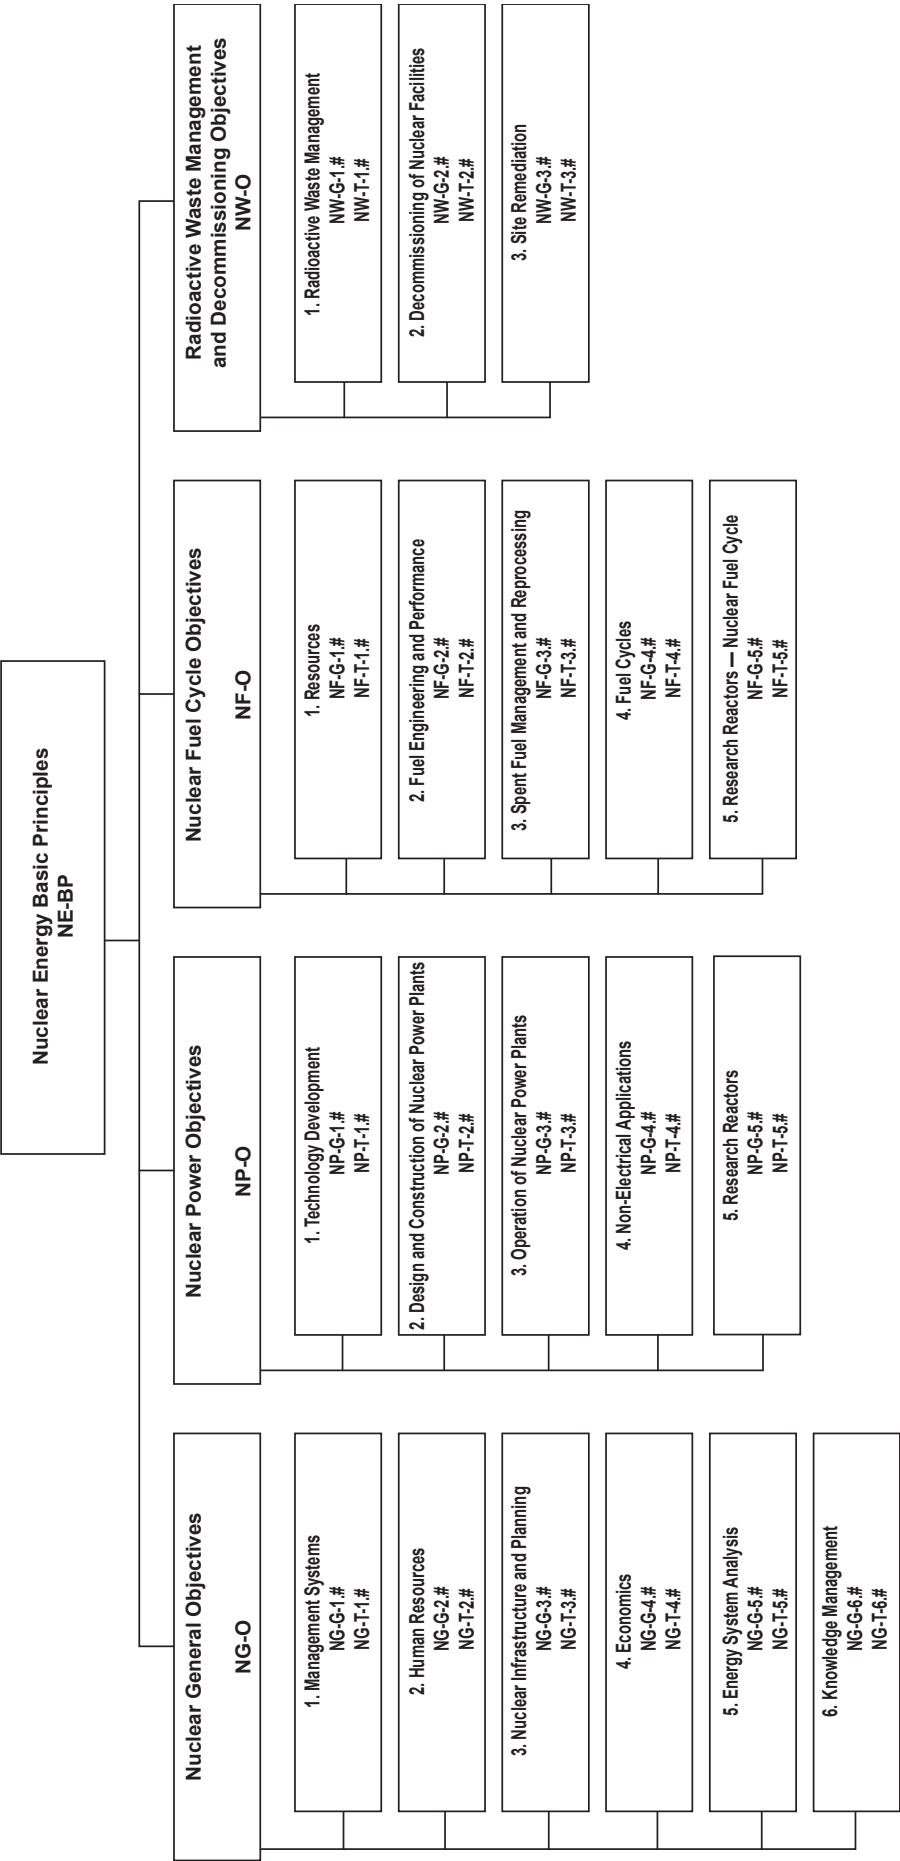 Nuclear Energy Basic Principles
NE-BP
Nuclear General Objectives
NG-O
1. Management Systems
NG-G-1.#
NG-T-1.#
2. Human Resources
NG-G-2.#
NG-T-2.#
3. Nuclear Infrastructure and Planning
NG-G-3.#
NG-T-3.#
4. Economics
NG-G-4.#
NG-T-4.#
5. Energy System Analysis
NG-G-5.#
NG-T-5.#
6. Knowledge Management
NG-G-6.#
NG-T-6.#
Nuclear Power Objectives
NP-O
1. Technology Development
NP-G-1.#
NP-T-1.#
2. Design and Construction of Nuclear Power Plants
NP-G-2.#
NP-T-2.#
3. Operation of Nuclear Power Plants
NP-G-3.#
NP-T-3.#
4. Non-Electrical Applications
NP-G-4.#
NP-T-4.#
5. Research Reactors
NP-G-5.#
NP-T-5.#
Nuclear Fuel Cycle Objectives
NF-O
1. Resources
NF-G-1.#
NF-T-1.#
2. Fuel Engineering and Performance
NF-G-2.#
NF-T-2.#
3. Spent Fuel Management and Reprocessing
NF-G-3.#
NF-T-3.#
4. Fuel Cycles
NF-G-4.#
NF-T-4.#
5. Research Reactors — Nuclear Fuel Cycle
NF-G-5.#
NF-T-5.#
Radioactive Waste Management
and Decommissioning Objectives
NW-O
1. Radioactive Waste Management
NW-G-1.#
NW-T-1.#
2. Decommissioning of Nuclear Facilities
NW-G-2.#
NW-T-2.#
3. Site Remediation
NW-G-3.#
NW-T-3.#